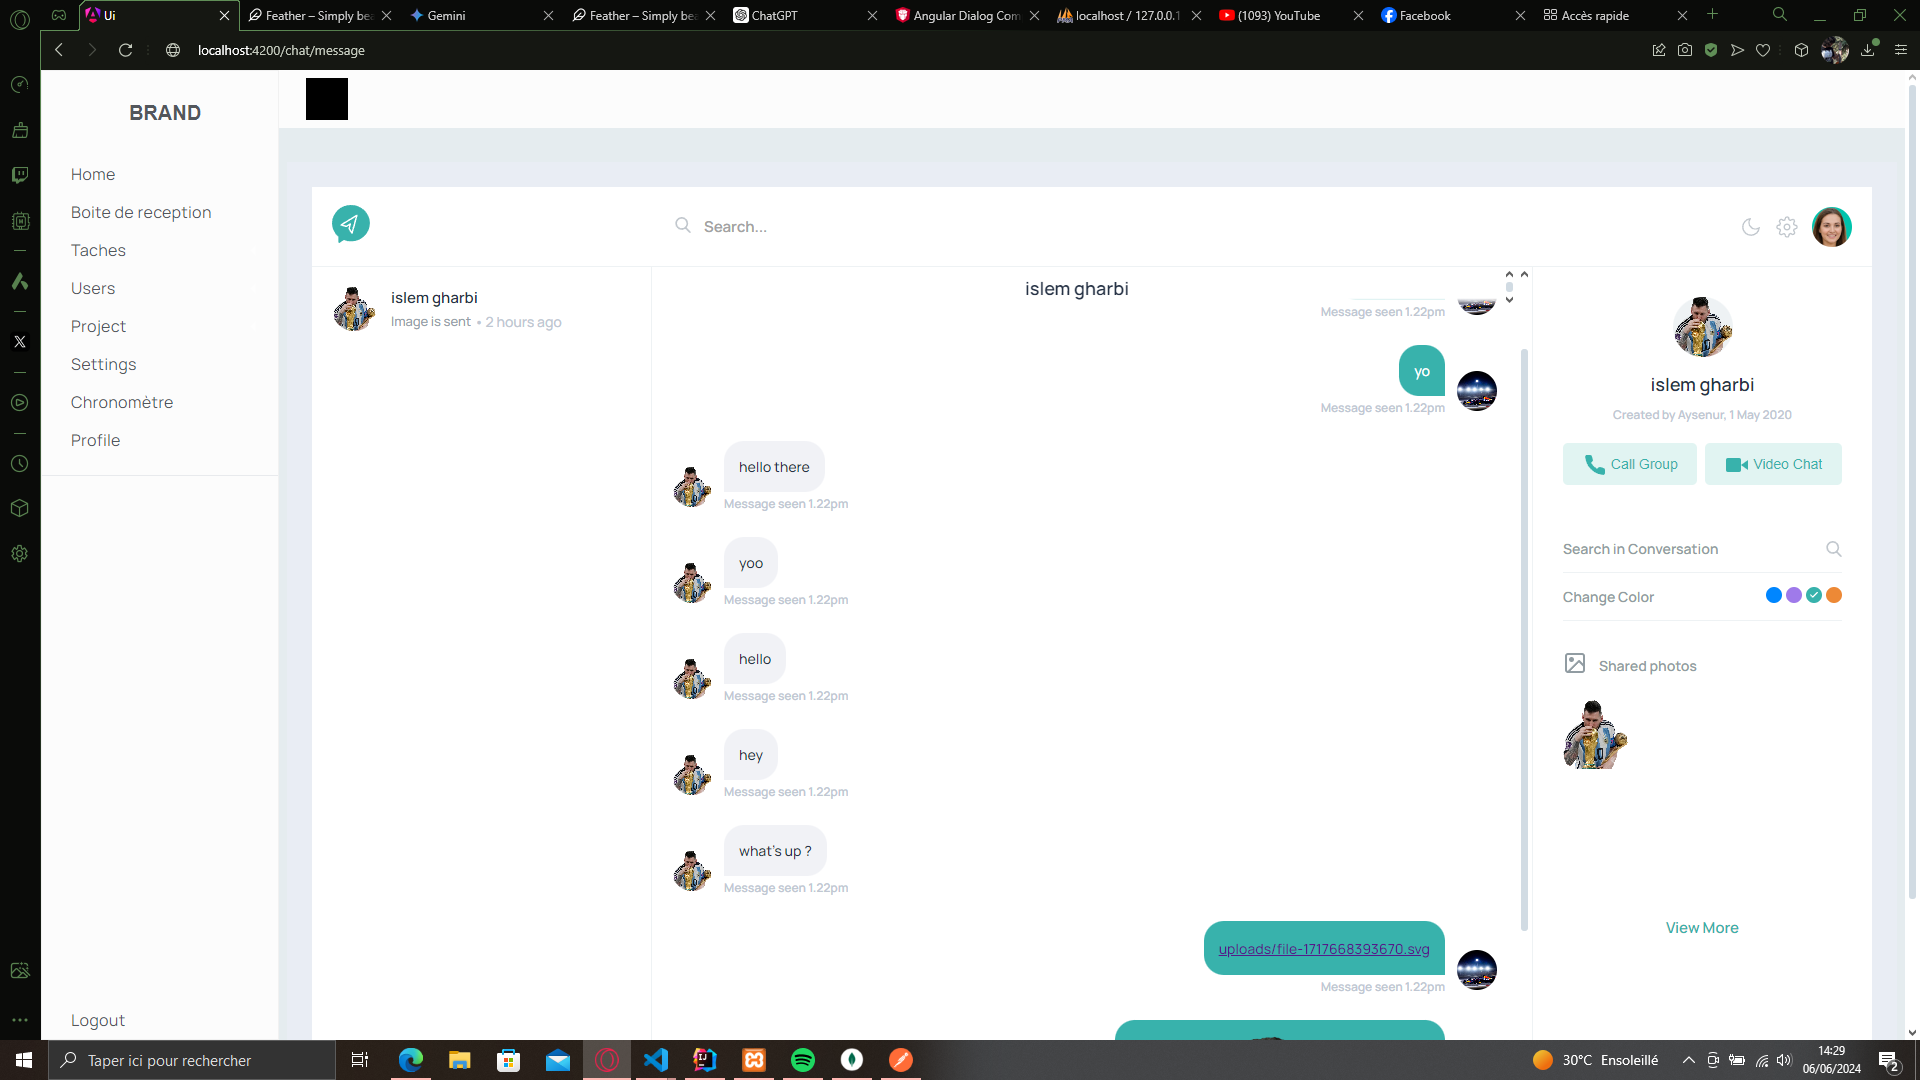 Ui
Feather – Simply be
Gemini
Feather – Simply be
ChatGPT
Angular Dialog Com
localhost / 127.0.0.1
(1093) YouTube
Facebook
Accès rapide
localhost:4200/chat/message
BRAND
Home
Boite de reception
Taches
Users
Project
Settings
Chronomètre
Profile
Logout
Search...
islem gharbi
Image is sent • 2 hours ago
islem gharbi
Message seen 1.22pm
yo
Message seen 1.22pm
hello there
Message seen 1.22pm
yoo
Message seen 1.22pm
hello
Message seen 1.22pm
hey
Message seen 1.22pm
what's up ?
Message seen 1.22pm
uploads/file-1717668393670.svg
Message seen 1.22pm
islem gharbi
Created by Aysenur, 1 May 2020
Call Group
Video Chat
Search in Conversation
Change Color
Shared photos
View More
Taper ici pour rechercher
30°C Ensoleillé
14:29
06/06/2024
2